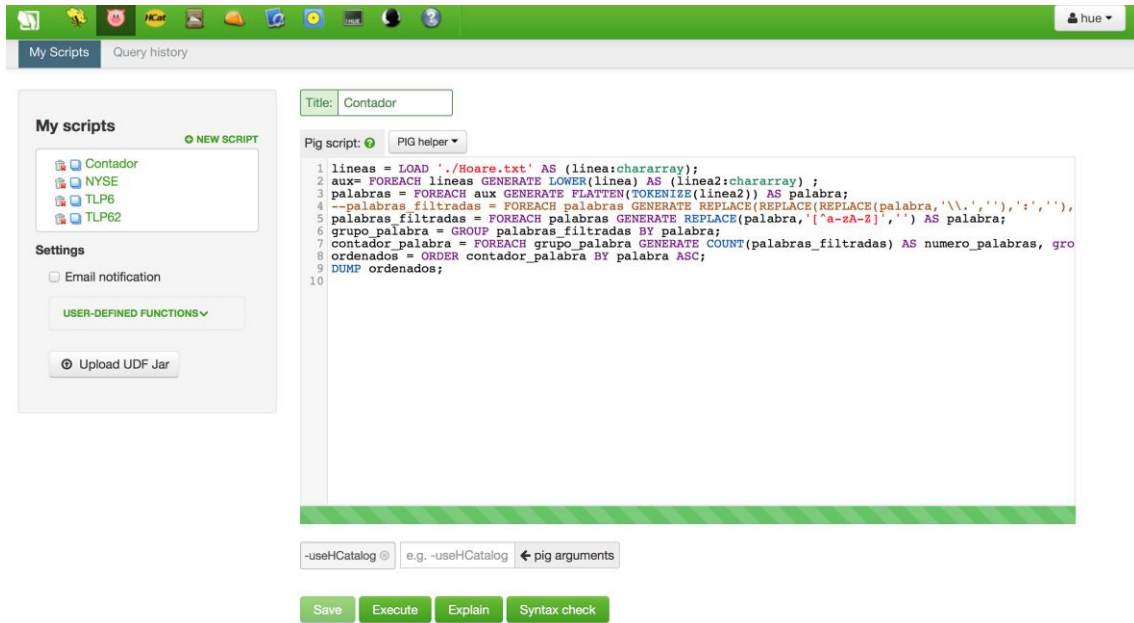 HCat
HUE
hue
My Scripts Query history
My scripts
NEW SCRIPT
Contador
NYSE
TLP6
TLP62
Settings
Email notification
USER-DEFINED FUNCTIONS
Upload UDF Jar
Title: Contador
Pig script: PIG helper
1 lineas = LOAD './Hoare.txt' AS (linea:chararray);
2 aux= FOREACH lineas GENERATE LOWER(linea) AS (linea2:chararray) ;
3 palabras = FOREACH aux GENERATE FLATTEN(TOKENIZE(linea2)) AS palabra;
4 --palabras_filtradas = FOREACH palabras GENERATE REPLACE(REPLACE(REPLACE(palabra,'\\.',''),':',''),
5 palabras_filtradas = FOREACH palabras GENERATE REPLACE(palabra,'[^a-zA-Z]','') AS palabra;
6 grupo_palabra = GROUP palabras_filtradas BY palabra;
7 contador_palabra = FOREACH grupo_palabra GENERATE COUNT(palabras_filtradas) AS numero_palabras, gro
8 ordenados = ORDER contador_palabra BY palabra ASC;
9 DUMP ordenados;
10
-useHCatalog e.g. -useHCatalog pig arguments
Save Execute Explain Syntax check